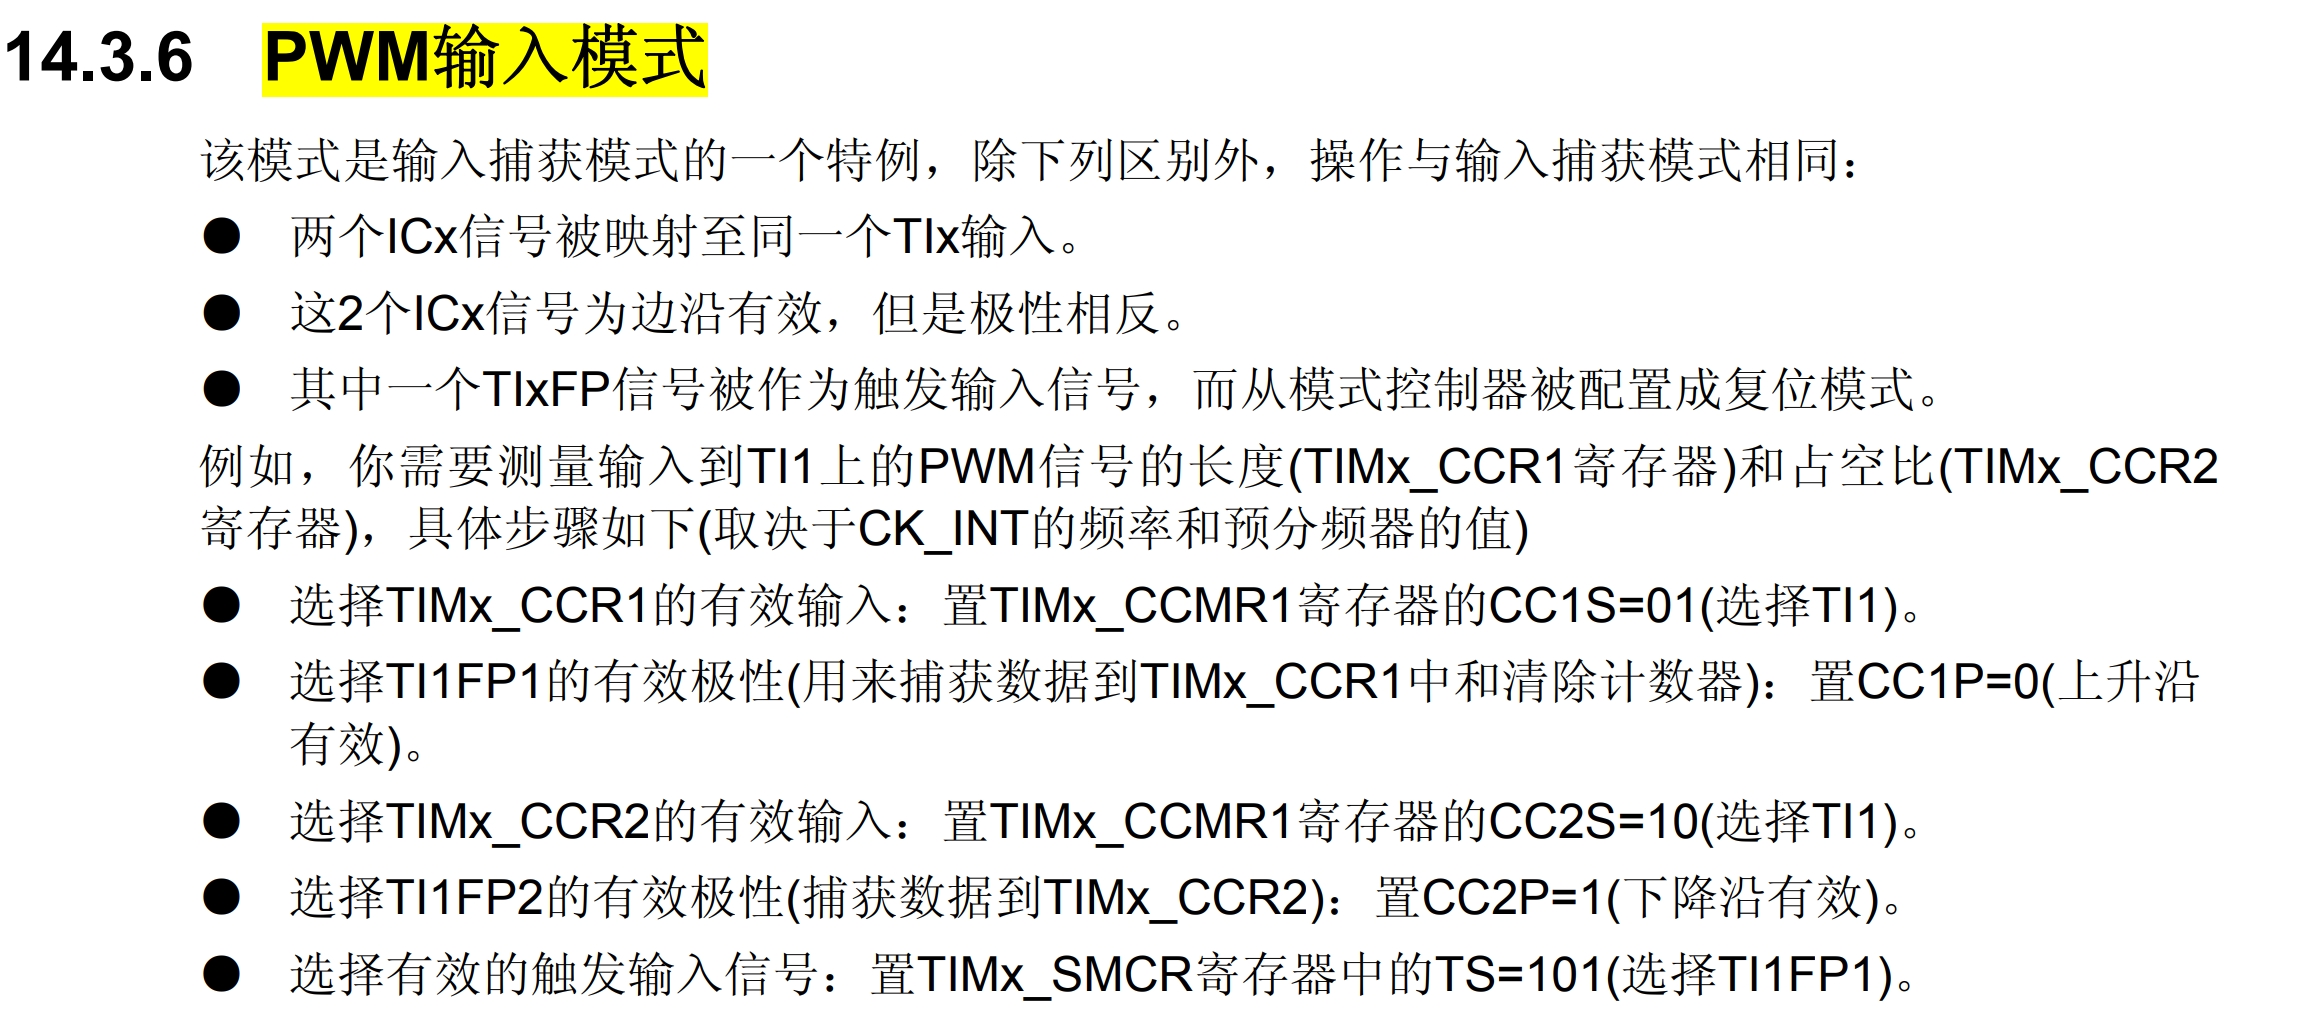 14.3.6 PWM输入模式
该模式是输入捕获模式的一个特例，除下列区别外，操作与输入捕获模式相同：
● 两个ICx信号被映射至同一个TIx输入。
● 这2个ICx信号为边沿有效，但是极性相反。
● 其中一个TIxFP信号被作为触发输入信号，而从模式控制器被配置成复位模式。
例如，你需要测量输入到TI1上的PWM信号的长度(TIMx_CCR1寄存器)和占空比(TIMx_CCR2
寄存器)，具体步骤如下(取决于CK_INT的频率和预分频器的值)
● 选择TIMx_CCR1的有效输入：置TIMx_CCMR1寄存器的CC1S=01(选择TI1)。
● 选择TI1FP1的有效极性(用来捕获数据到TIMx_CCR1中和清除计数器)：置CC1P=0(上升沿
有效)。
● 选择TIMx_CCR2的有效输入：置TIMx_CCMR1寄存器的CC2S=10(选择TI1)。
● 选择TI1FP2的有效极性(捕获数据到TIMx_CCR2)：置CC2P=1(下降沿有效)。
● 选择有效的触发输入信号：置TIMx_SMCR寄存器中的TS=101(选择TI1FP1)。